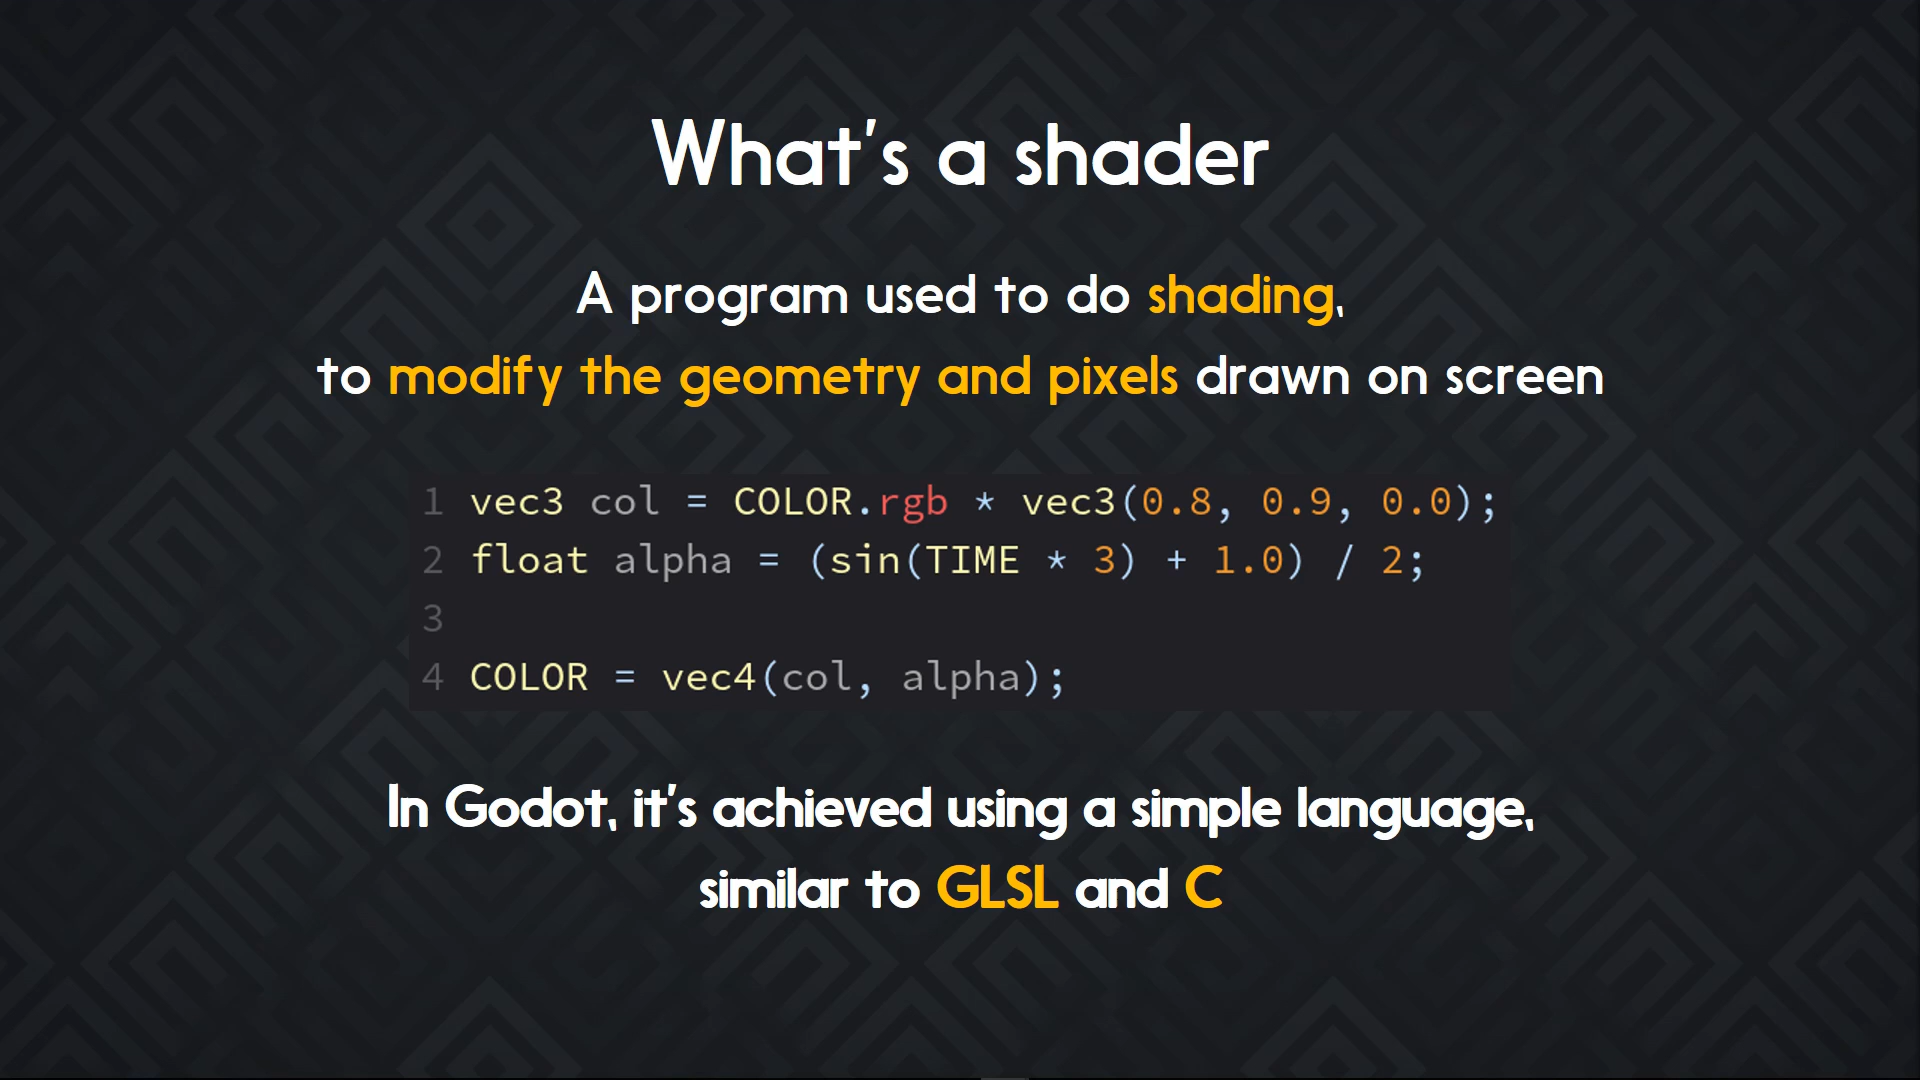 What's a shader
A program used to do shading,
to modify the geometry and pixels drawn on screen
1 vec3 col = COLOR.rgb * vec3(0.8, 0.9, 0.0);
2 float alpha = (sin(TIME * 3) + 1.0) / 2;
3
4 COLOR = vec4(col, alpha);
In Godot, it's achieved using a simple language,
similar to GLSL and C